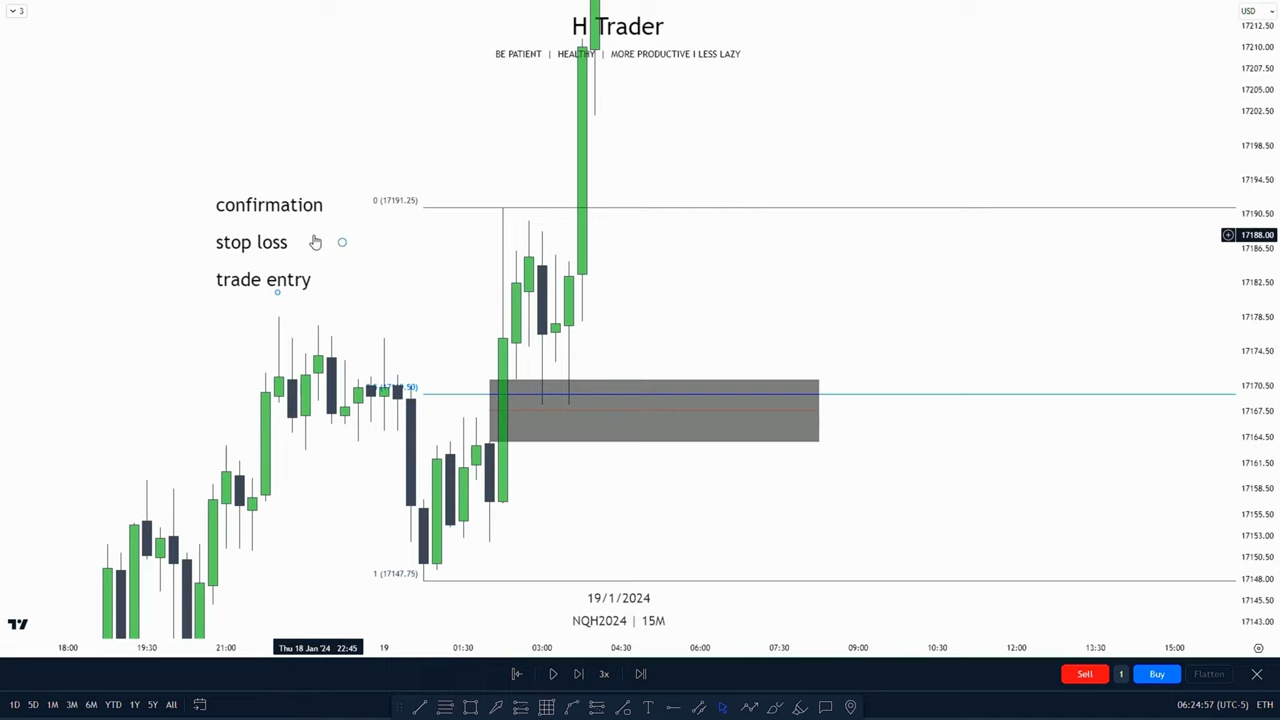 3
H Trader
BE PATIENT | HEALTHY | MORE PRODUCTIVE I LESS LAZY
USD
17212.50
17210.00
17207.50
17205.00
17202.50
17198.50
17194.50
17190.50
17188.00
17186.50
17182.50
17178.50
17174.50
17170.50
17167.50
17164.50
17161.50
17158.50
17155.50
17153.00
17150.50
17148.00
17145.50
17143.00
confirmation
stop loss
trade entry
0 (17191.25)
1 (17147.75)
19/1/2024
NQH2024 | 15M
18:00 19:30 21:00 Thu 18 Jan '24 22:45 19 01:30 03:00 04:30 06:00 07:30 09:00 10:30 12:00 13:30 15:00
3x
Sell 1 Buy Flatten
1D 5D 1M 3M 6M YTD 1Y 5Y All
06:24:57 (UTC-5) ETH